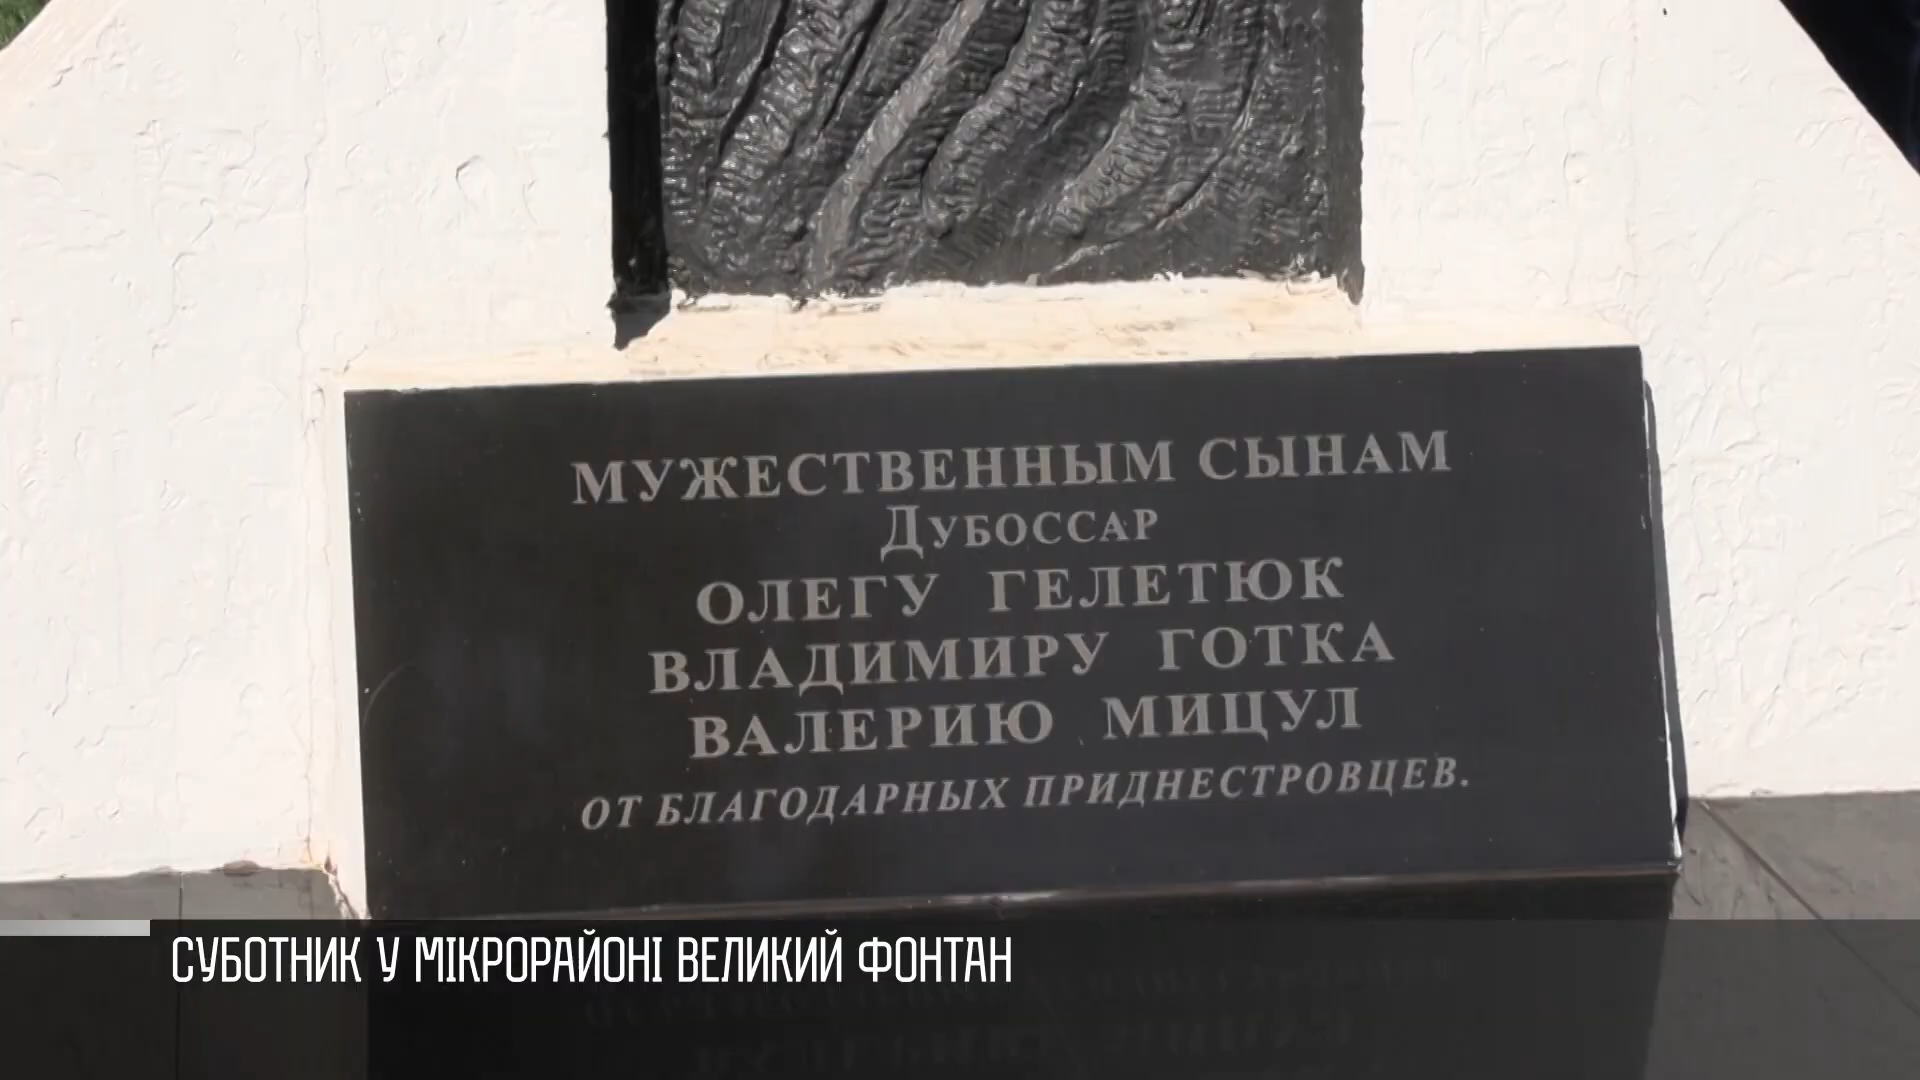 МУЖЕСТВЕННЫМ СЫНАМ
ДУБОССАР
ОЛЕГУ ГЕЛЕТЮК
ВЛАДИМИРУ ГОТКА
ВАЛЕРИЮ МИЦУЛ
ОТ БЛАГОДАРНЫХ ПРИДНЕСТРОВЦЕВ.
СУБОТНИК У МІКРОРАЙОНІ ВЕЛИКИЙ ФОНТАН